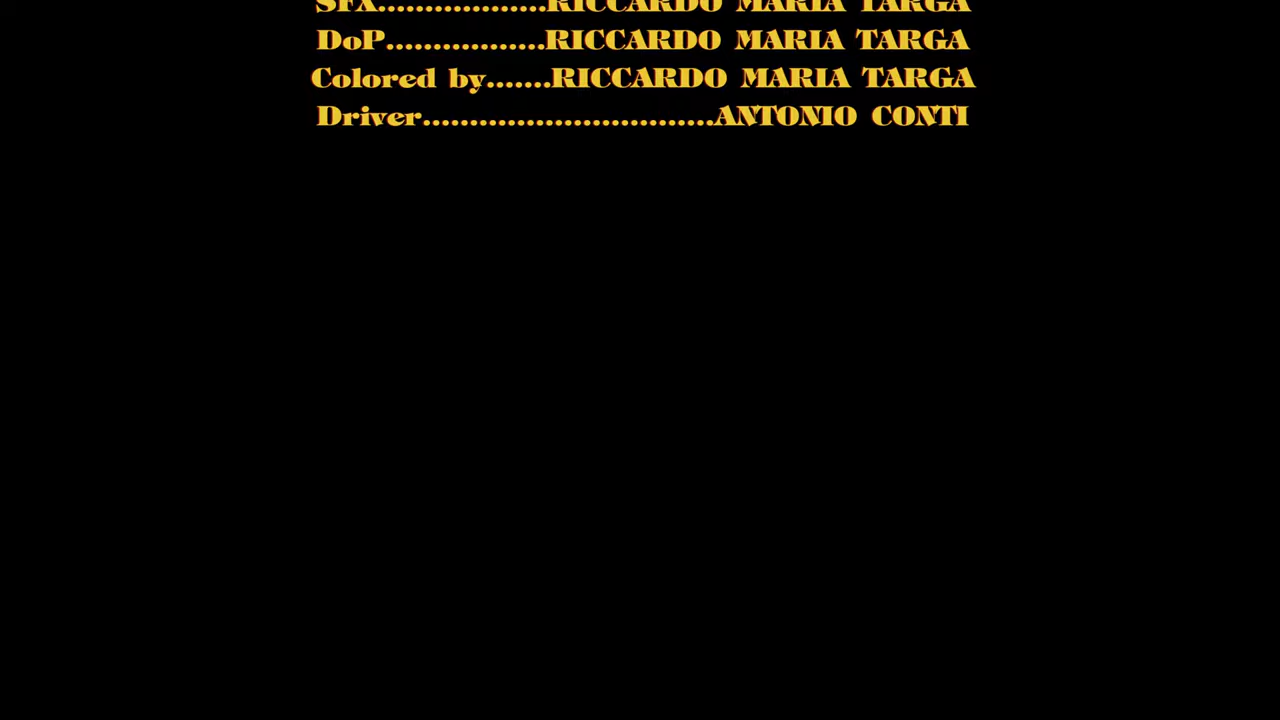 SFX..................RICCARDO MARIA TARGA
DoP.................RICCARDO MARIA TARGA
Colored by.......RICCARDO MARIA TARGA
Driver...............................ANTONIO CONTI